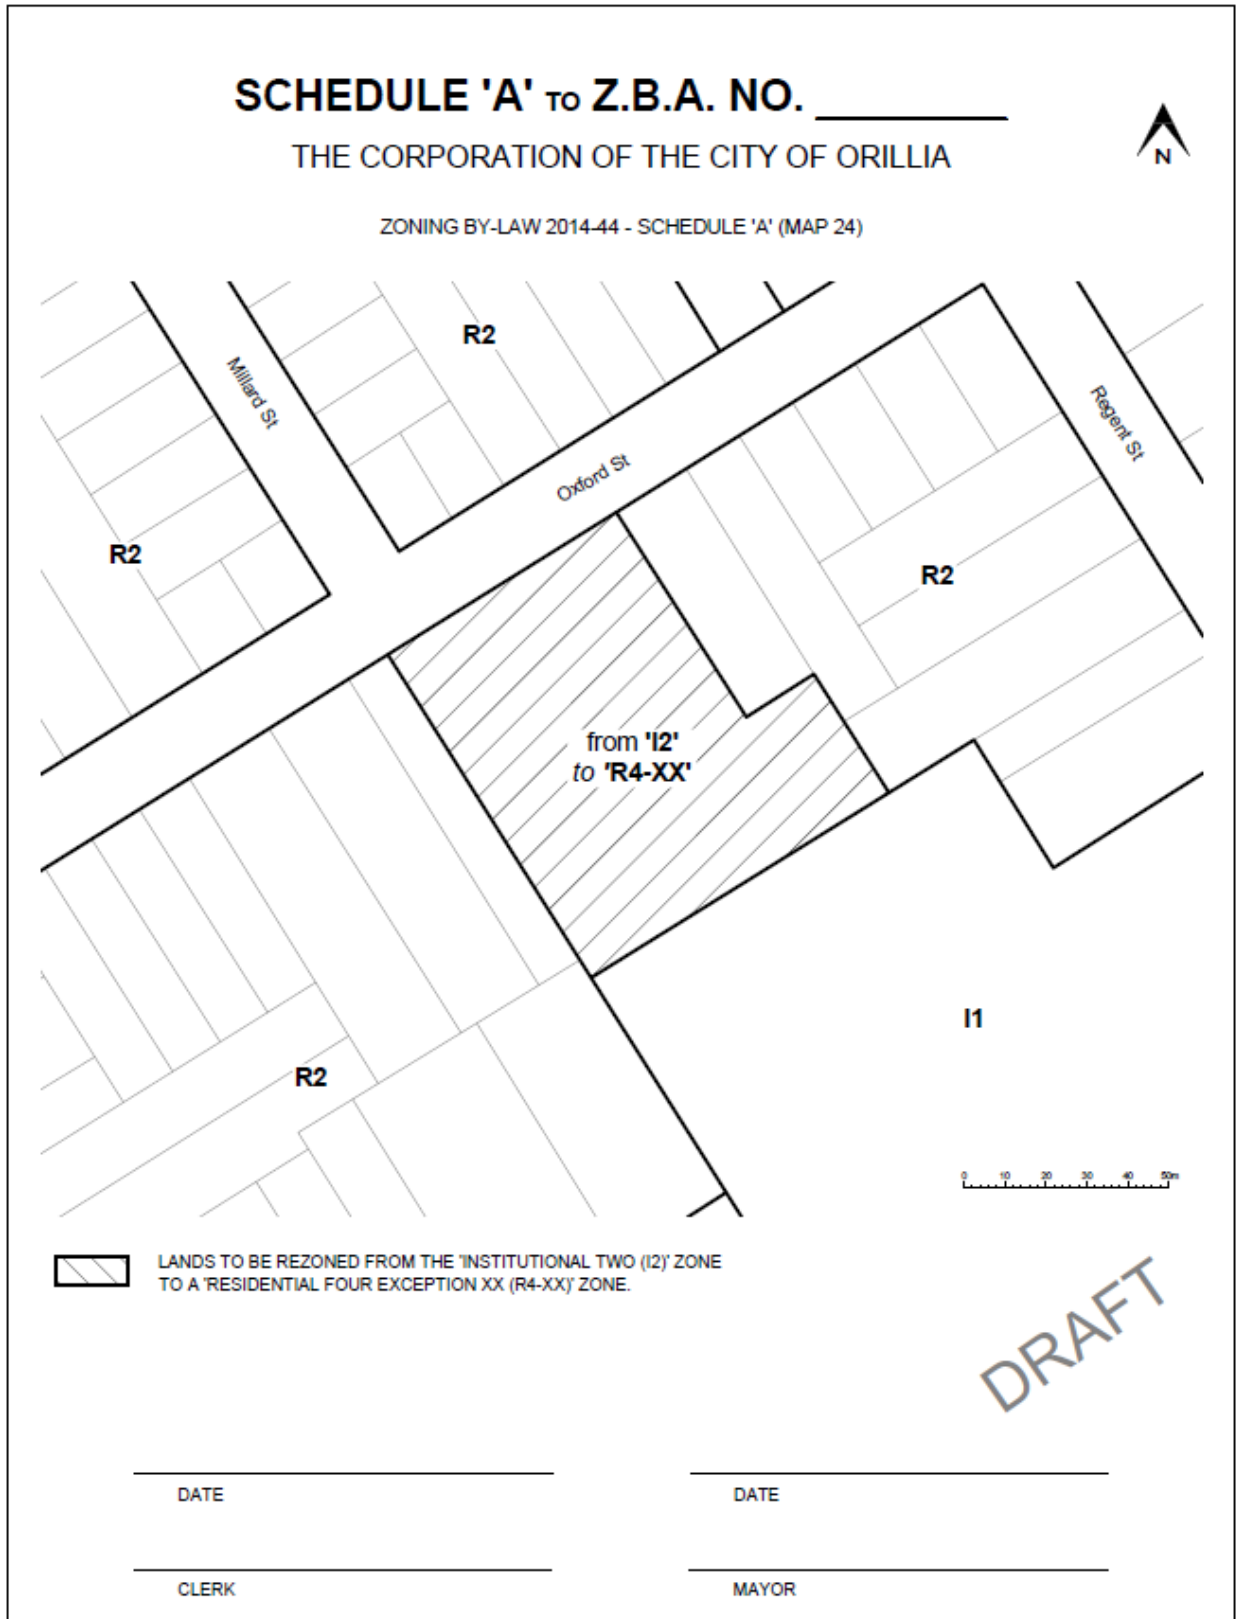 SCHEDULE 'A' TO Z.B.A. NO.
THE CORPORATION OF THE CITY OF ORILLIA
N
ZONING BY-LAW 2014-44 - SCHEDULE 'A' (MAP 24)
R2
Millard St
Regent St
Oxford St
R2
R2
from 'I2'
to 'R4-XX'
I1
R2
0 10 20 30 40 50m
LANDS TO BE REZONED FROM THE 'INSTITUTIONAL TWO (I2)' ZONE
TO A 'RESIDENTIAL FOUR EXCEPTION XX (R4-XX)' ZONE.
DRAFT
DATE DATE
CLERK MAYOR